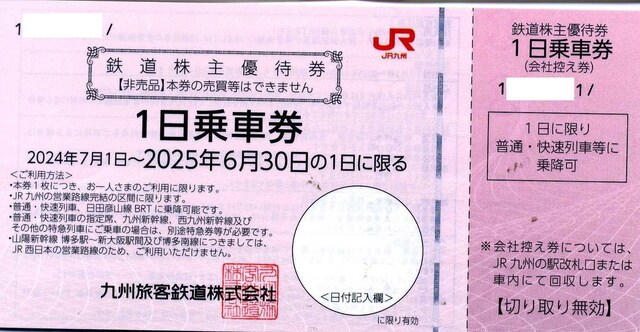 1 /
JR
JR九州
鉄道株主優待券
【非売品】本券の売買等はできません
1日乗車券
2024年7月1日~2025年6月30日の1日に限る
<ご利用方法>
・本券1枚につき、お一人さまのご利用に限ります。
・JR九州の営業路線完結の区間に限ります。
・普通・快速列車、日田彦山線BRTに乗降可能です。
・普通・快速列車の指定席、九州新幹線、西九州新幹線及び
その他の特急列車にご乗車の場合は、別途特急券等が必要です。
・山陽新幹線 博多駅~新大阪駅間及び博多南線につきましては、
JR西日本の営業路線のため、ご利用いただけません。
九州旅客鉄道株式会社
<日付記入欄>
に限り有効
鉄道株主優待券
1日乗車券
(会社控え券)
1 1/
1日に限り
普通・快速列車等に
乗降可
※会社控え券については、
JR九州の駅改札口または
車内にて回収します。
【切り取り無効】